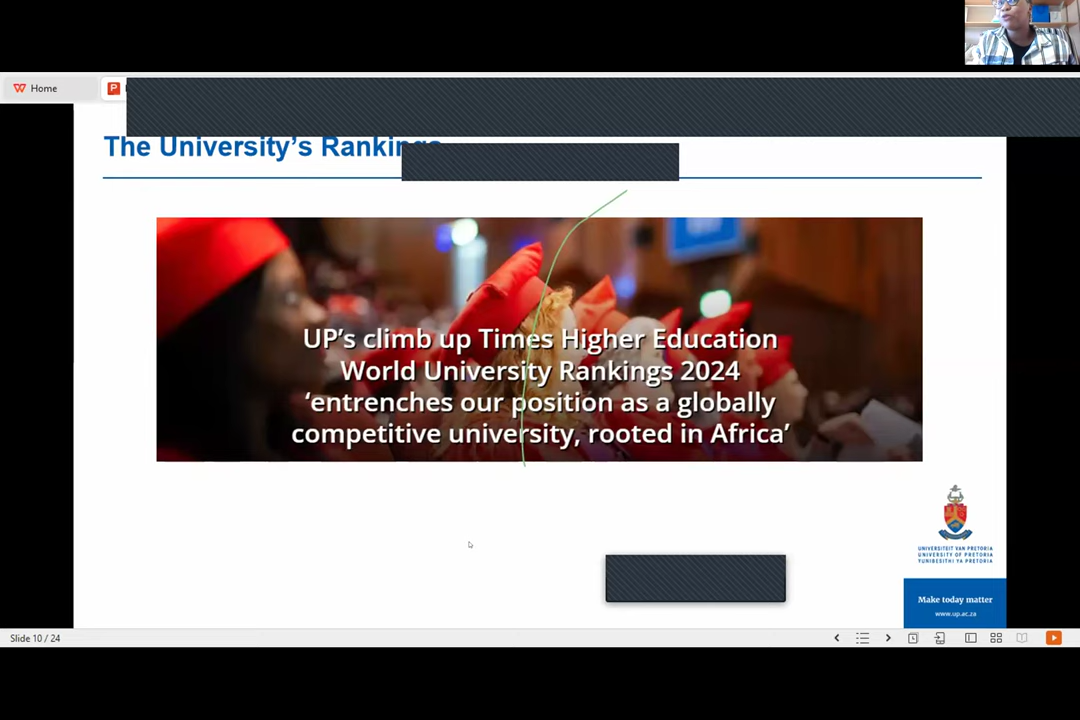 Home
The University's Rankings
UP's climb up Times Higher Education
World University Rankings 2024
'entrenches our position as a globally
competitive university, rooted in Africa'
UNIVERSITEIT VAN PRETORIA
UNIVERSITY OF PRETORIA
YUNIBESITHI YA PRETORIA
Make today matter
www.up.ac.za
Slide 10 / 24